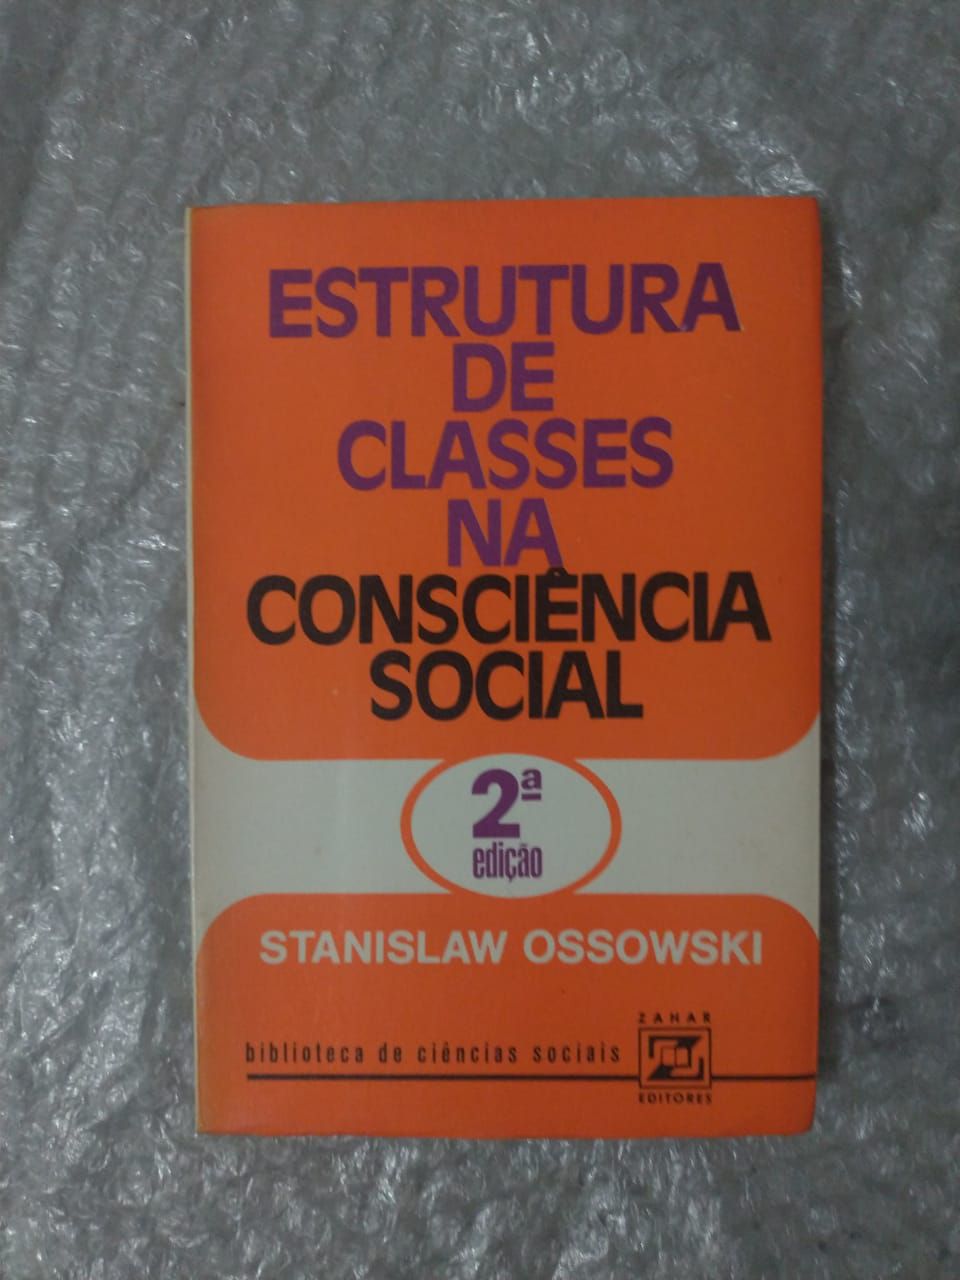 ESTRUTURA
DE
CLASSES
NA
CONSCIÊNCIA
SOCIAL
2ª
edição
STANISLAW OSSOWSKI
biblioteca de ciências sociais
ZAHAR
EDITORES